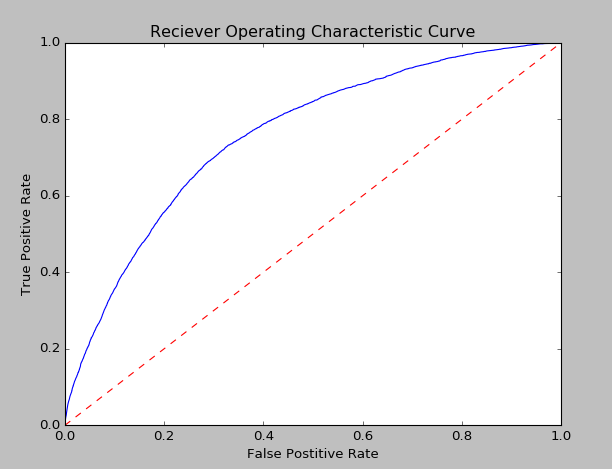 Reciever Operating Characteristic Curve
1.0
0.8
0.6
0.4
0.2
0.0
True Positive Rate
0.0 0.2 0.4 0.6 0.8 1.0
False Postitive Rate